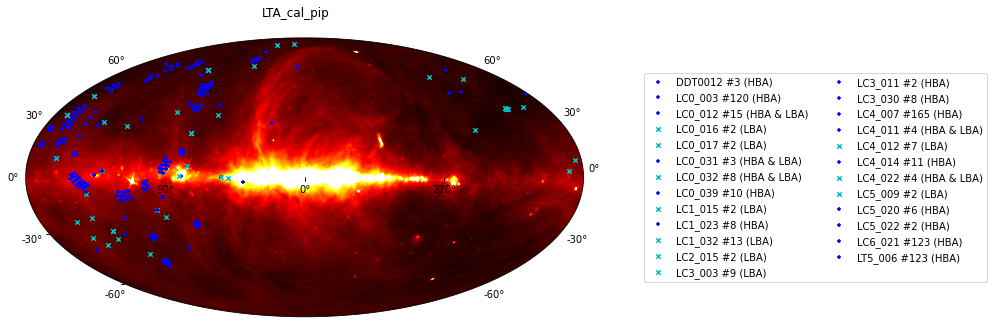 LTA_cal_pip
60°
60°
30°
30°
0°
0°
90°
0°
270°
-30°
-30°
-60°
-60°
DDT0012 #3 (HBA)
LC0_003 #120 (HBA)
LC0_012 #15 (HBA & LBA)
LC0_016 #2 (LBA)
LC0_017 #2 (LBA)
LC0_031 #3 (HBA & LBA)
LC0_032 #8 (HBA & LBA)
LC0_039 #10 (HBA)
LC1_015 #2 (LBA)
LC1_023 #8 (HBA)
LC1_032 #13 (LBA)
LC2_015 #2 (LBA)
LC3_003 #9 (LBA)
LC3_011 #2 (HBA)
LC3_030 #8 (HBA)
LC4_007 #165 (HBA)
LC4_011 #4 (HBA & LBA)
LC4_012 #7 (LBA)
LC4_014 #11 (HBA)
LC4_022 #4 (HBA & LBA)
LC5_009 #2 (LBA)
LC5_020 #6 (HBA)
LC5_022 #2 (HBA)
LC6_021 #123 (HBA)
LT5_006 #123 (HBA)